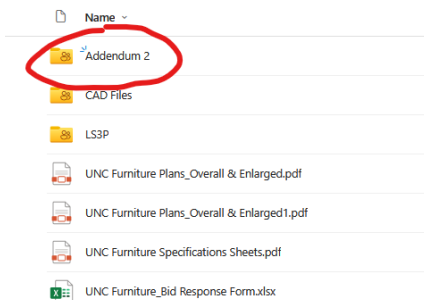 Name
Addendum 2
CAD Files
LS3P
UNC Furniture Plans_Overall & Enlarged.pdf
UNC Furniture Plans_Overall & Enlarged1.pdf
UNC Furniture Specifications Sheets.pdf
UNC Furniture_Bid Response Form.xlsx